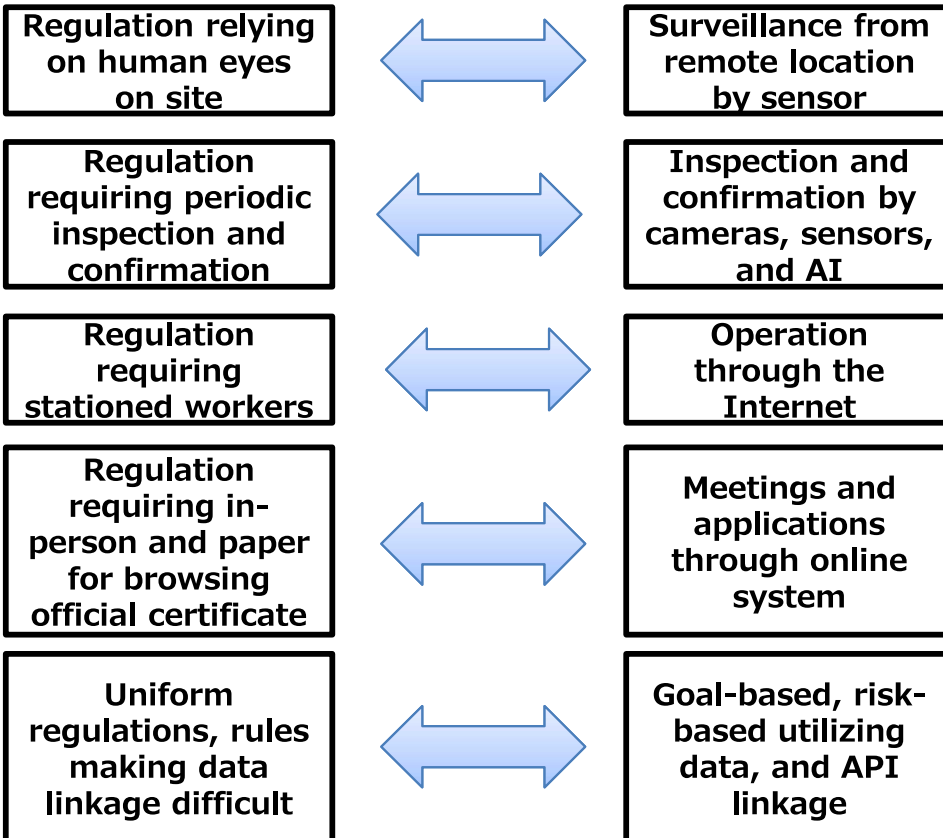 Regulation relying
on human eyes
on site
Surveillance from
remote location
by sensor
Regulation
requiring periodic
inspection and
confirmation
Inspection and
confirmation by
cameras, sensors,
and AI
Regulation
requiring
stationed workers
Operation
through the
Internet
Regulation
requiring in-
person and paper
for browsing
official certificate
Meetings and
applications
through online
system
Uniform
regulations, rules
making data
linkage difficult
Goal-based, risk-
based utilizing
data, and API
linkage